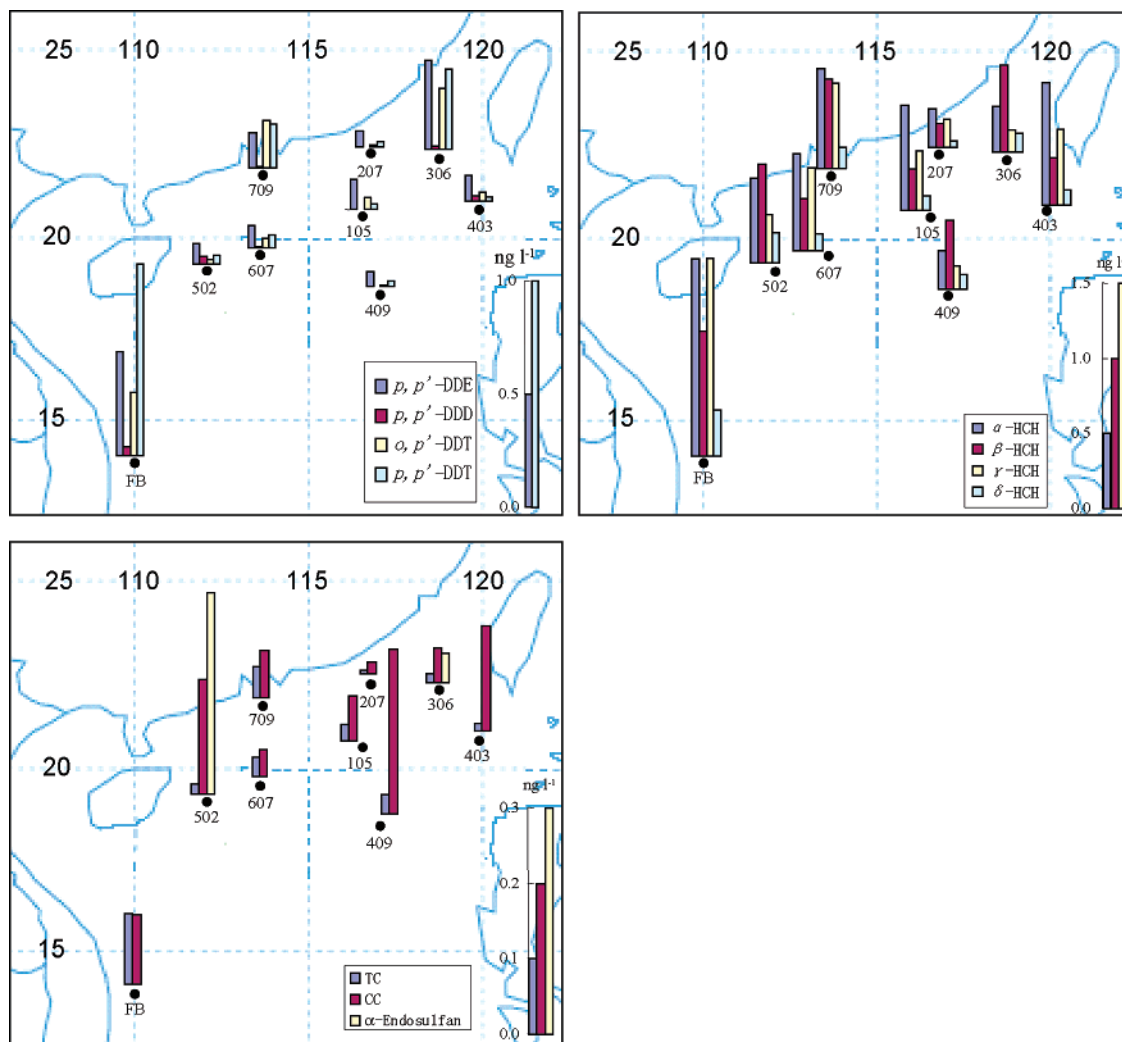 110 115 120
25
20
15
709
207
306
105
403
607
502
409
FB
ng l⁻¹
1.0
0.5
0.0
p, p'-DDE
p, p'-DDD
o, p'-DDT
p, p'-DDT
110 115 120
25
20
15
709
207
306
105
403
607
502
409
FB
ng l⁻
1.5
1.0
0.5
0.0
α-HCH
β-HCH
γ-HCH
δ-HCH
110 115 120
25
20
15
709
207
306
105
403
607
502
409
FB
ng l⁻¹
0.3
0.2
0.1
0.0
TC
CC
α-Endosulfan